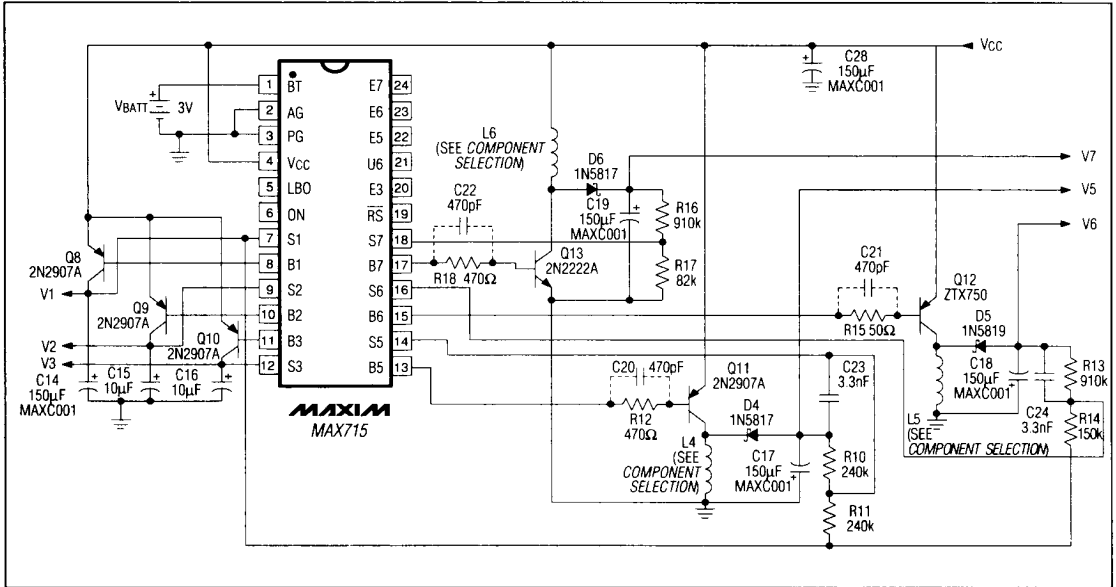 VCC
C28
150µF
MAXC001
VBATT
3V
1 BT E7 24
2 AG E6 23
3 PG E5 22
4 VCC U6 21
5 LBO E3 20
6 ON RS 19
7 S1 S7 18
8 B1 B7 17
9 S2 S6 16
10 B2 B6 15
11 B3 S5 14
12 S3 B5 13
MAXIM
MAX715
Q8
2N2907A
V1
Q9
2N2907A
V2
Q10
2N2907A
V3
C14
150µF
MAXC001
C15
10µF
C16
10µF
L6
(SEE COMPONENT
SELECTION)
D6
1N5817
C22
470pF
C19
150µF
MAXC001
R16
910k
R17
82k
R18 470Ω
Q13
2N2222A
V7
V5
V6
C21
470pF
R15 50Ω
Q12
ZTX750
D5
1N5819
C18
150µF
MAXC001
C24
3.3nF
R13
910k
R14
150k
L5
(SEE
COMPONENT SELECTION)
C20 470pF
R12
470Ω
Q11
2N2907A
D4
1N5817
L4
(SEE
COMPONENT
SELECTION)
C17
150µF
MAXC001
C23
3.3nF
R10
240k
R11
240k